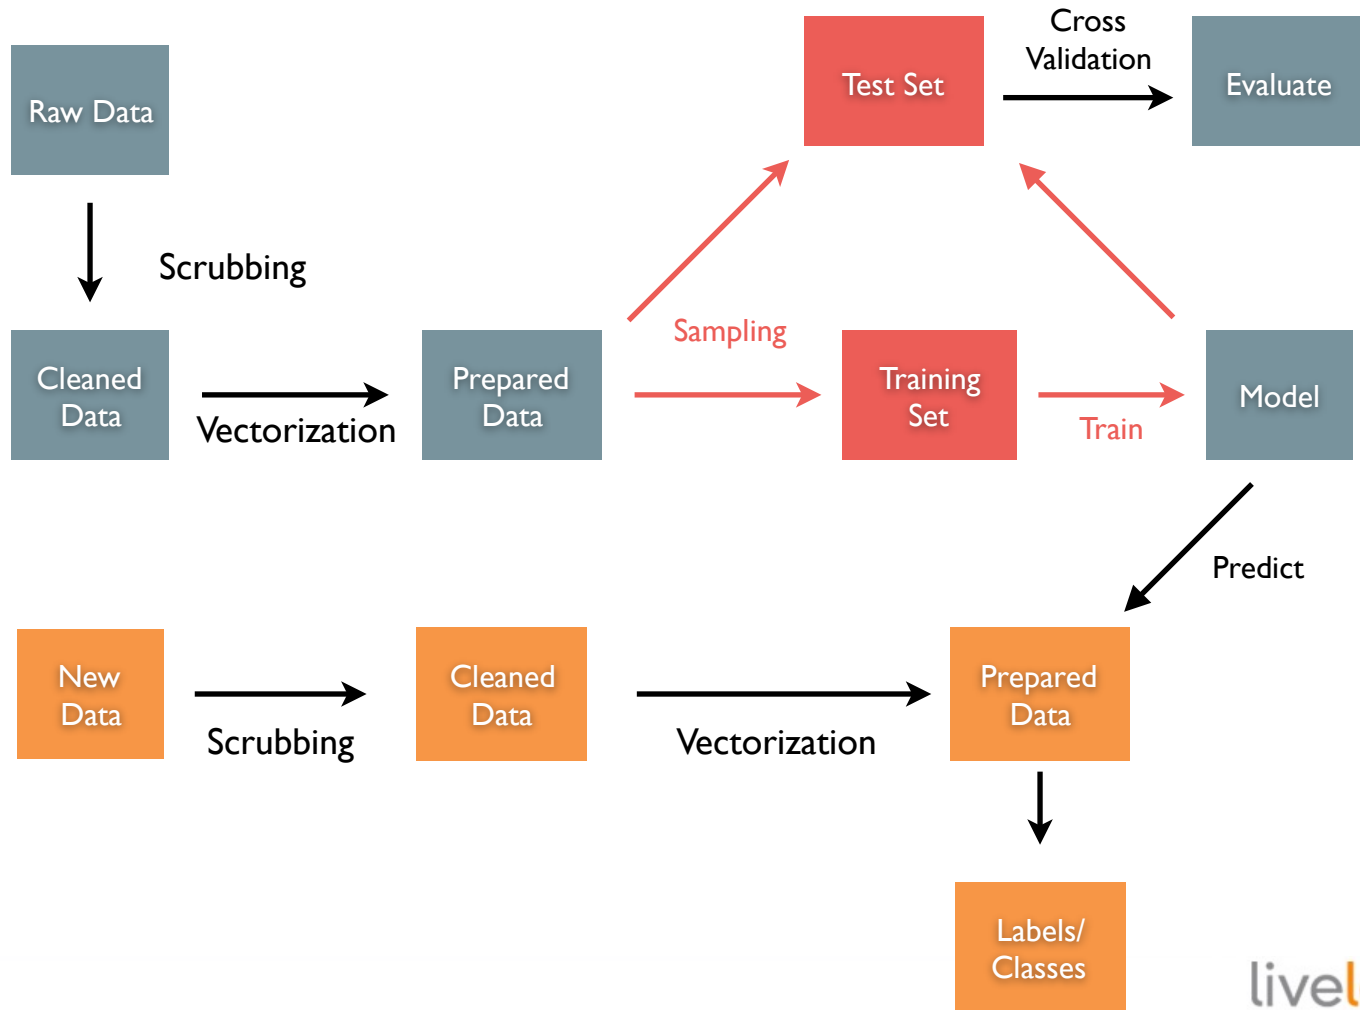 Raw Data
Scrubbing
Cleaned
Data
Vectorization
Prepared
Data
Sampling
Test Set
Cross
Validation
Evaluate
Training
Set
Train
Model
Predict
New
Data
Scrubbing
Cleaned
Data
Vectorization
Prepared
Data
Labels/
Classes
livel